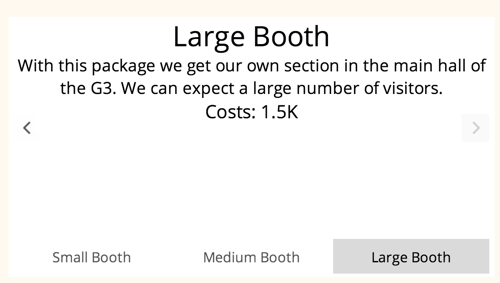 Large Booth
With this package we get our own section in the main hall of
the G3. We can expect a large number of visitors.
Costs: 1.5K
Small Booth
Medium Booth
Large Booth